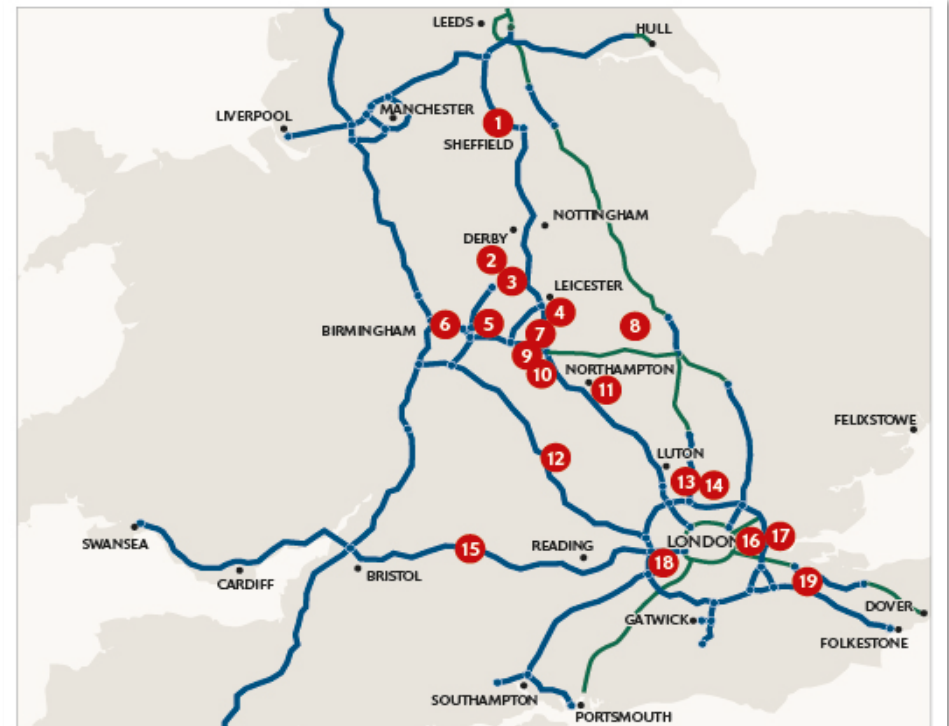 LEEDS
HULL
MANCHESTER
LIVERPOOL
1
SHEFFIELD
NOTTINGHAM
DERBY
2
3
LEICESTER
4
BIRMINGHAM
6
5
7
8
9
10
NORTHAMPTON
11
FELIXSTOWE
12
LUTON
13
14
SWANSEA
CARDIFF
15
BRISTOL
READING
LONDON
16
17
18
19
GATWICK
DOVER
FOLKESTONE
SOUTHAMPTON
PORTSMOUTH